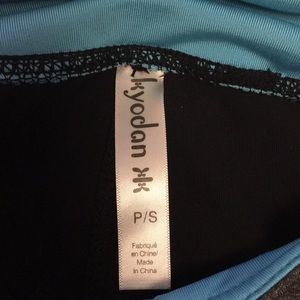 kyodan
P/S
Fabriqué
en Chine/
Made
In China